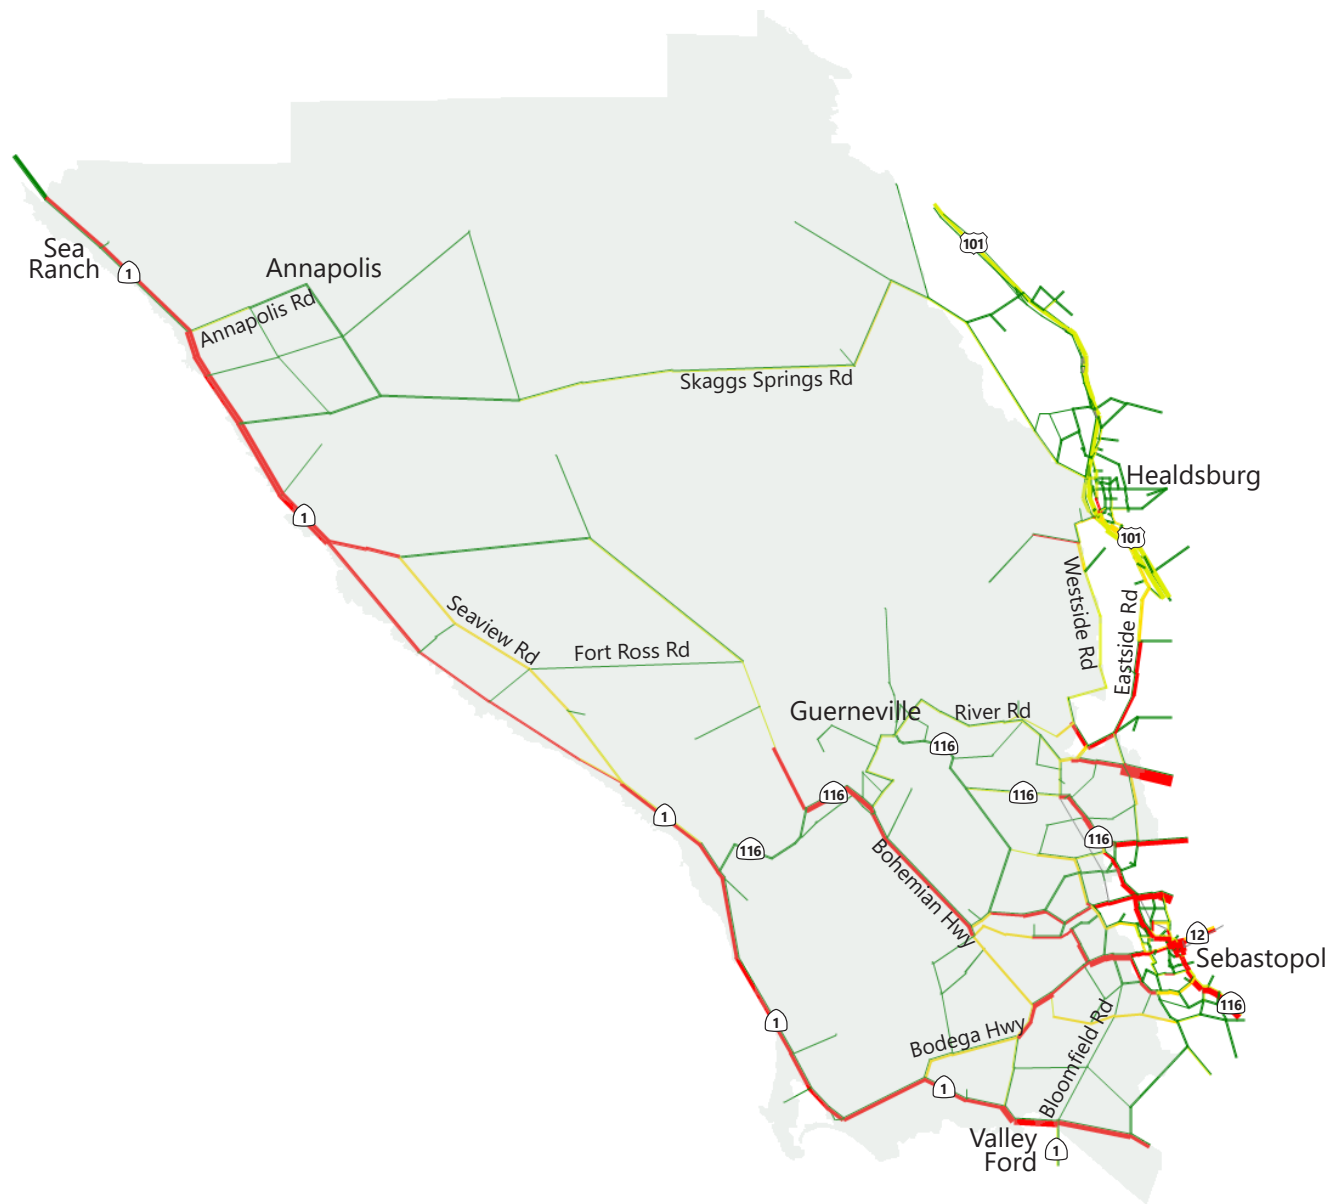 101
Sea
Ranch
1
Annapolis
Annapolis Rd
Skaggs Springs Rd
Healdsburg
1
101
Westside Rd
Eastside Rd
Seaview Rd
Fort Ross Rd
Guerneville
River Rd
116
116
116
1
116
116
Bohemian Hwy
12
Sebastopol
116
1
Bodega Hwy
Bloomfield Rd
1
Valley
Ford
1